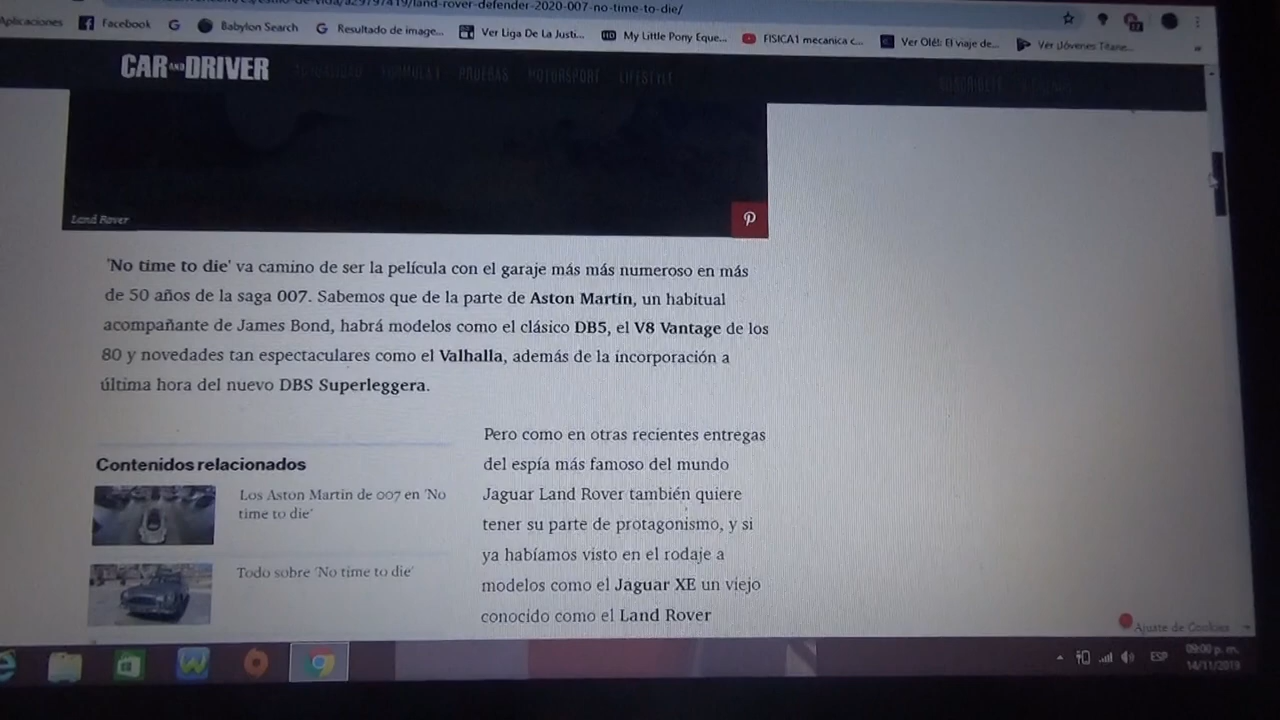 land-rover-defender-2020-007-no-time-to-die/
Aplicaciones Facebook Babylon Search Resultado de image... Ver Liga De La Justi... My Little Pony Eque... FISICA1 mecanica c... Ver Olé!: El viaje de... Ver Jóvenes Titane...
CAR AND DRIVER FORMULA 1 PRUEBAS MOTORSPORT LIFESTYLE
Land Rover
'No time to die' va camino de ser la película con el garaje más más numeroso en más
de 50 años de la saga 007. Sabemos que de la parte de Aston Martin, un habitual
acompañante de James Bond, habrá modelos como el clásico DB5, el V8 Vantage de los
80 y novedades tan espectaculares como el Valhalla, además de la incorporación a
última hora del nuevo DBS Superleggera.
Contenidos relacionados
Los Aston Martin de 007 en 'No
time to die'
Todo sobre 'No time to die'
Pero como en otras recientes entregas
del espía más famoso del mundo
Jaguar Land Rover también quiere
tener su parte de protagonismo, y si
ya habíamos visto en el rodaje a
modelos como el Jaguar XE un viejo
conocido como el Land Rover
Ajuste de Cookies
ESP
09:00 p. m.
14/11/2019